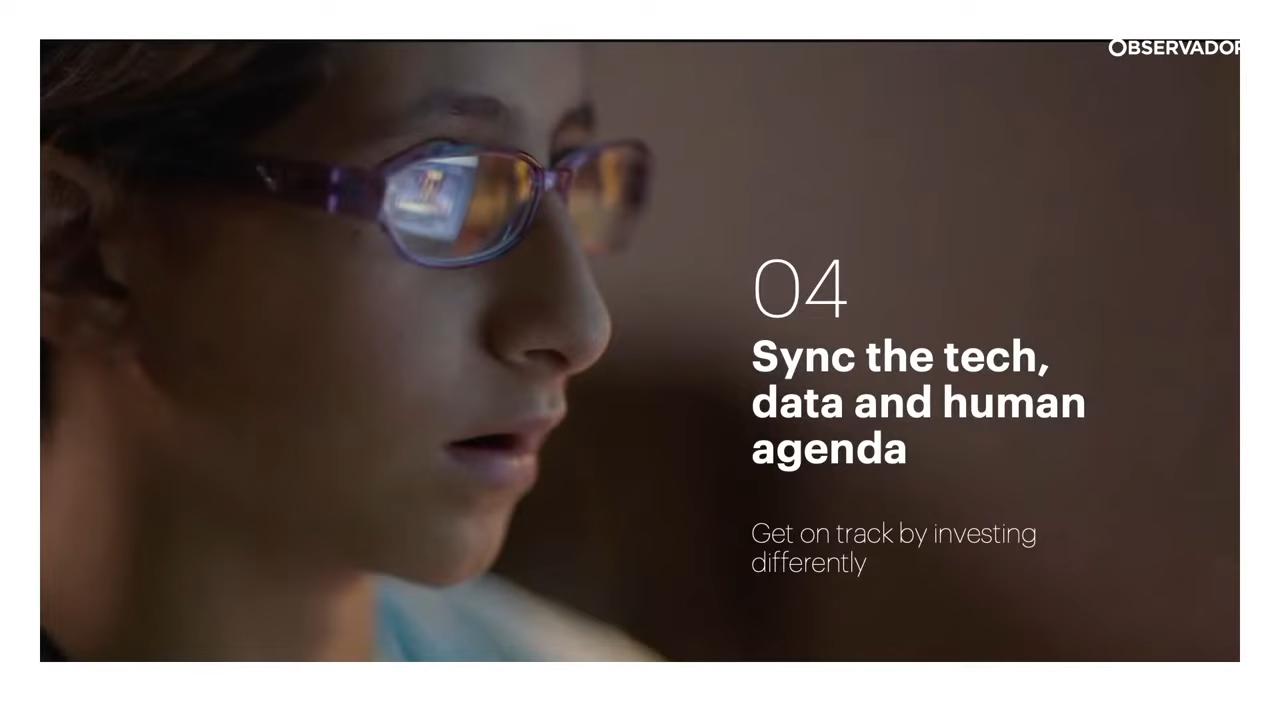 OBSERVADOR
04
Sync the tech,
data and human
agenda
Get on track by investing
differently